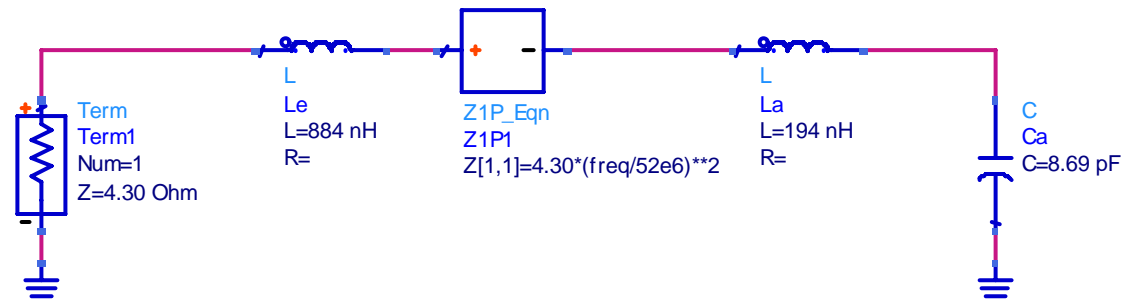 Term
Term1
Num=1
Z=4.30 Ohm
L
Le
L=884 nH
R=
Z1P_Eqn
Z1P1
Z[1,1]=4.30*(freq/52e6)**2
L
La
L=194 nH
R=
C
Ca
C=8.69 pF